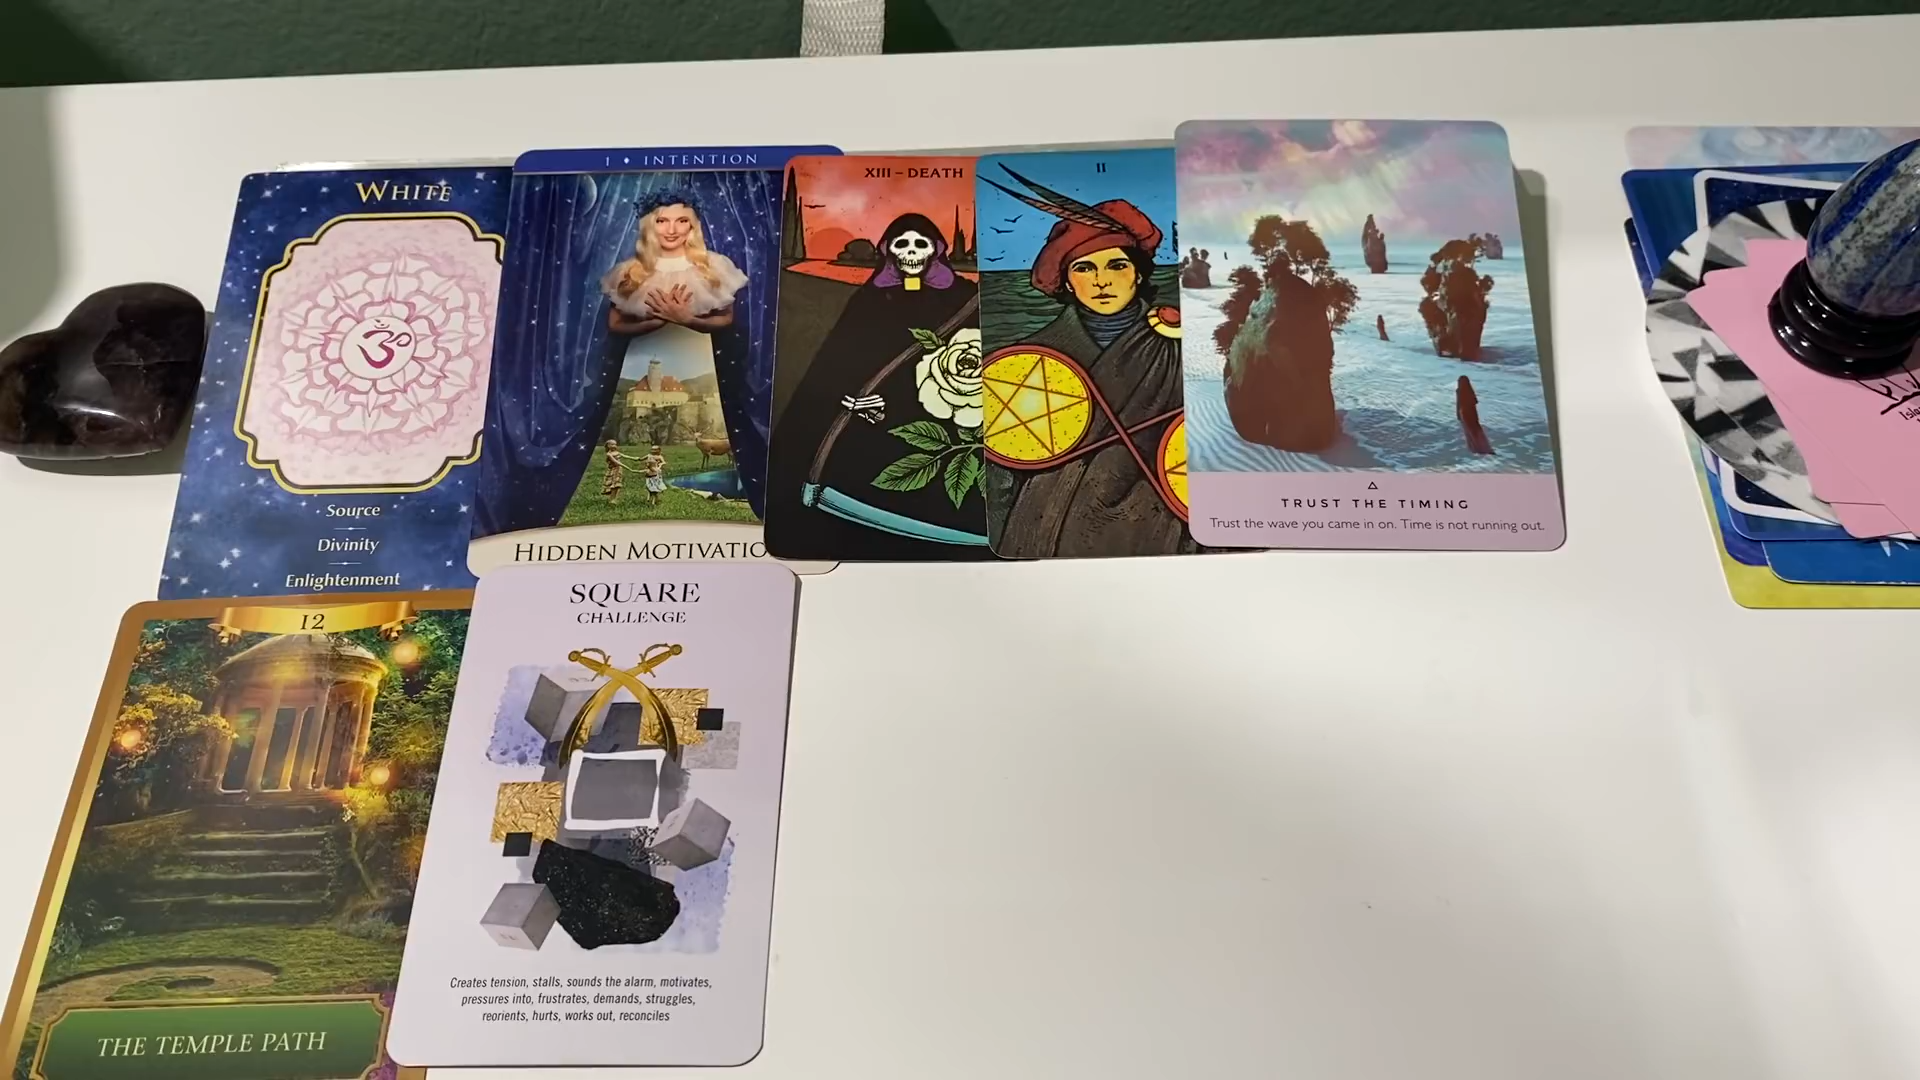 WHITE
Source
Divinity
Enlightenment
1 • INTENTION
HIDDEN
XIII – DEATH
II
TRUST THE TIMING
Trust the wave you came in on. Time is not running out.
12
THE TEMPLE PATH
SQUARE
CHALLENGE
Creates tension, stalls, sounds the alarm, motivates,
pressures into, frustrates, demands, struggles,
reorients, hurts, works out, reconciles